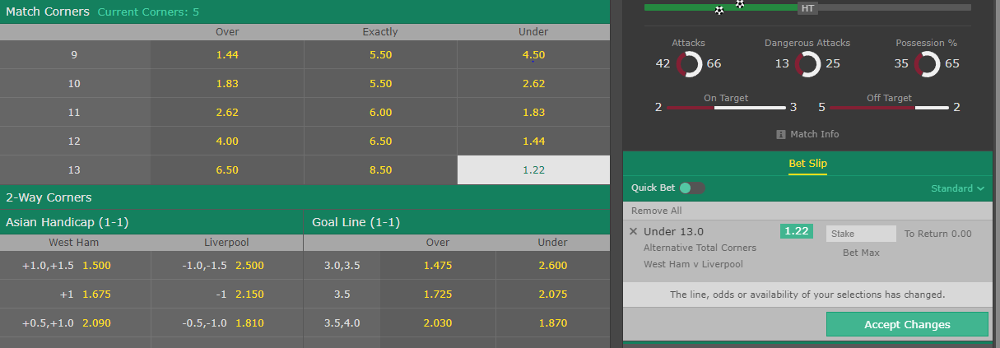 Match Corners Current Corners: 5
Over Exactly Under
9 1.44 5.50 4.50
10 1.83 5.50 2.62
11 2.62 6.00 1.83
12 4.00 6.50 1.44
13 6.50 8.50 1.22
2-Way Corners
Asian Handicap (1-1) Goal Line (1-1)
West Ham Liverpool Over Under
+1.0,+1.5 1.500 -1.0,-1.5 2.500 3.0,3.5 1.475 2.600
+1 1.675 -1 2.150 3.5 1.725 2.075
+0.5,+1.0 2.090 -0.5,-1.0 1.810 3.5,4.0 2.030 1.870
HT
Attacks Dangerous Attacks Possession %
42 66 13 25 35 65
On Target Off Target
2 3 5 2
Match Info
Bet Slip
Quick Bet Standard
Remove All
Under 13.0 1.22 Stake To Return 0.00
Alternative Total Corners Bet Max
West Ham v Liverpool
The line, odds or availability of your selections has changed.
Accept Changes